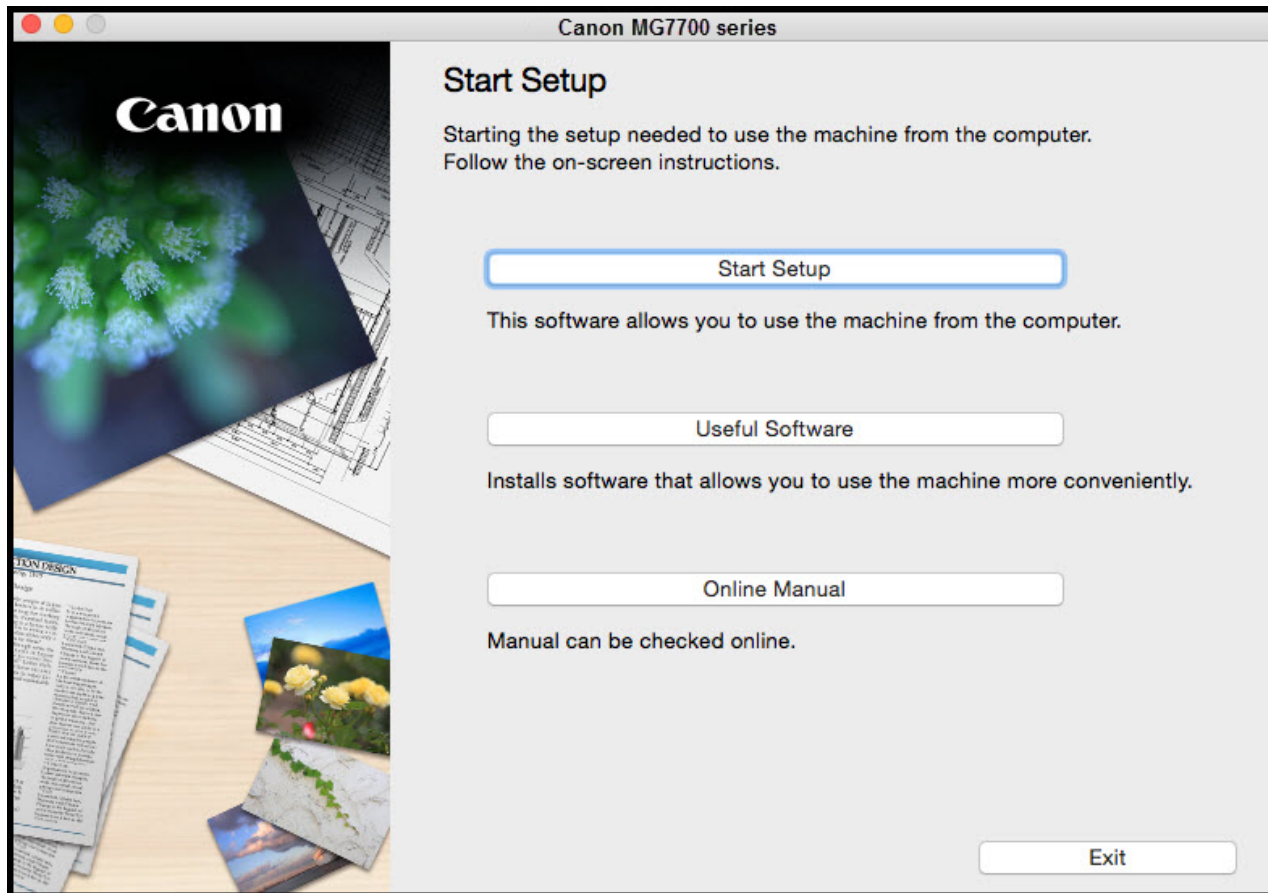 Canon MG7700 series
Canon
Start Setup
Starting the setup needed to use the machine from the computer.
Follow the on-screen instructions.
Start Setup
This software allows you to use the machine from the computer.
Useful Software
Installs software that allows you to use the machine more conveniently.
Online Manual
Manual can be checked online.
Exit